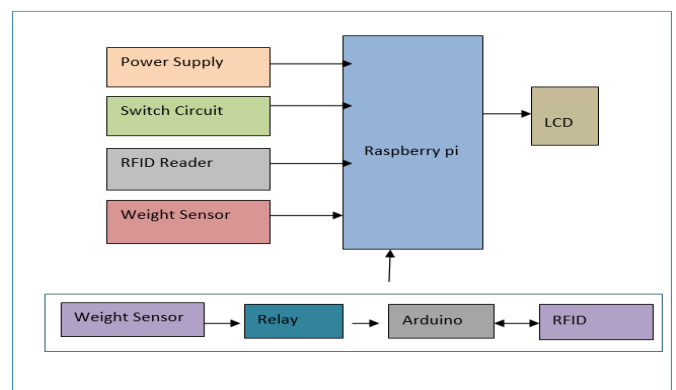 Power Supply
Switch Circuit
RFID Reader
Weight Sensor
Raspberry pi
LCD
Weight Sensor
Relay
Arduino
RFID